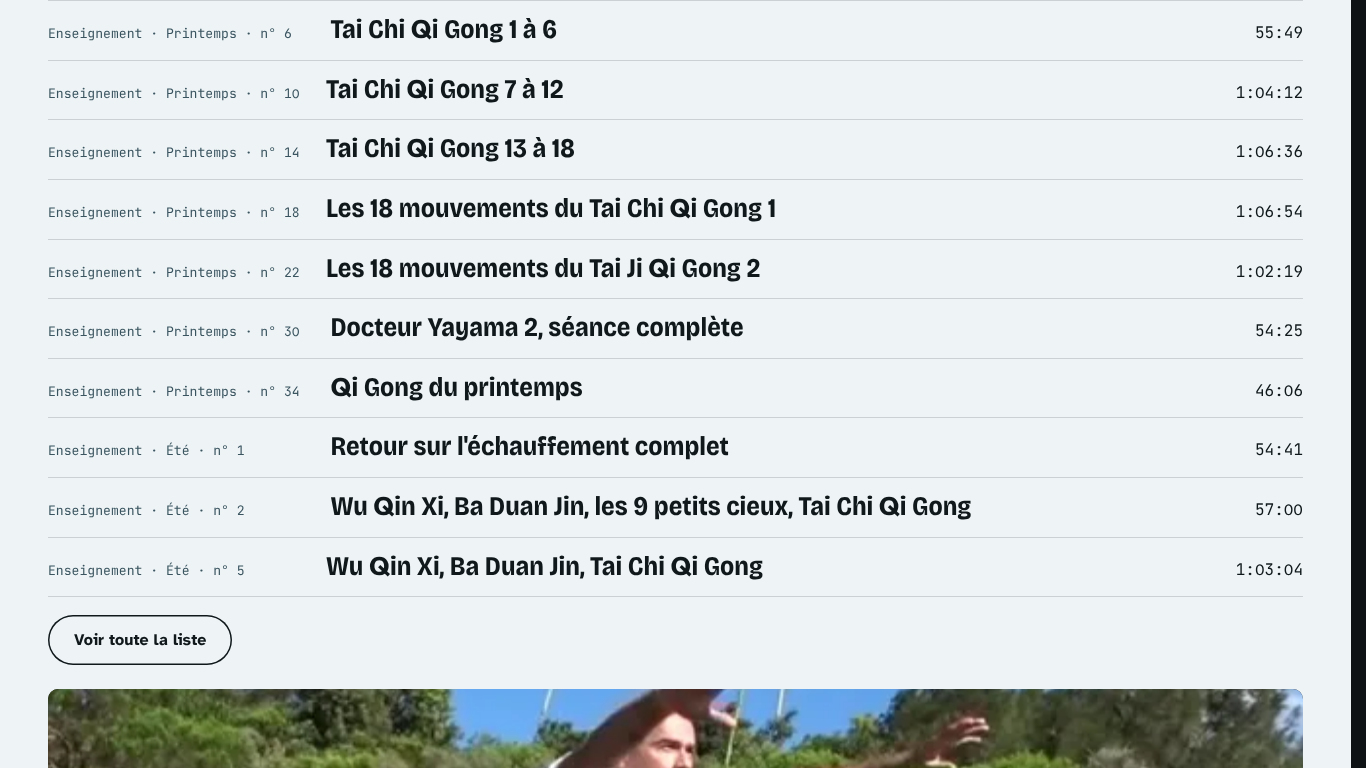 Enseignement · Printemps · n° 6 Tai Chi Qi Gong 1 à 6 55:49
Enseignement · Printemps · n° 10 Tai Chi Qi Gong 7 à 12 1:04:12
Enseignement · Printemps · n° 14 Tai Chi Qi Gong 13 à 18 1:06:36
Enseignement · Printemps · n° 18 Les 18 mouvements du Tai Chi Qi Gong 1 1:06:54
Enseignement · Printemps · n° 22 Les 18 mouvements du Tai Ji Qi Gong 2 1:02:19
Enseignement · Printemps · n° 30 Docteur Yayama 2, séance complète 54:25
Enseignement · Printemps · n° 34 Qi Gong du printemps 46:06
Enseignement · Été · n° 1 Retour sur l'échauffement complet 54:41
Enseignement · Été · n° 2 Wu Qin Xi, Ba Duan Jin, les 9 petits cieux, Tai Chi Qi Gong 57:00
Enseignement · Été · n° 5 Wu Qin Xi, Ba Duan Jin, Tai Chi Qi Gong 1:03:04
Voir toute la liste